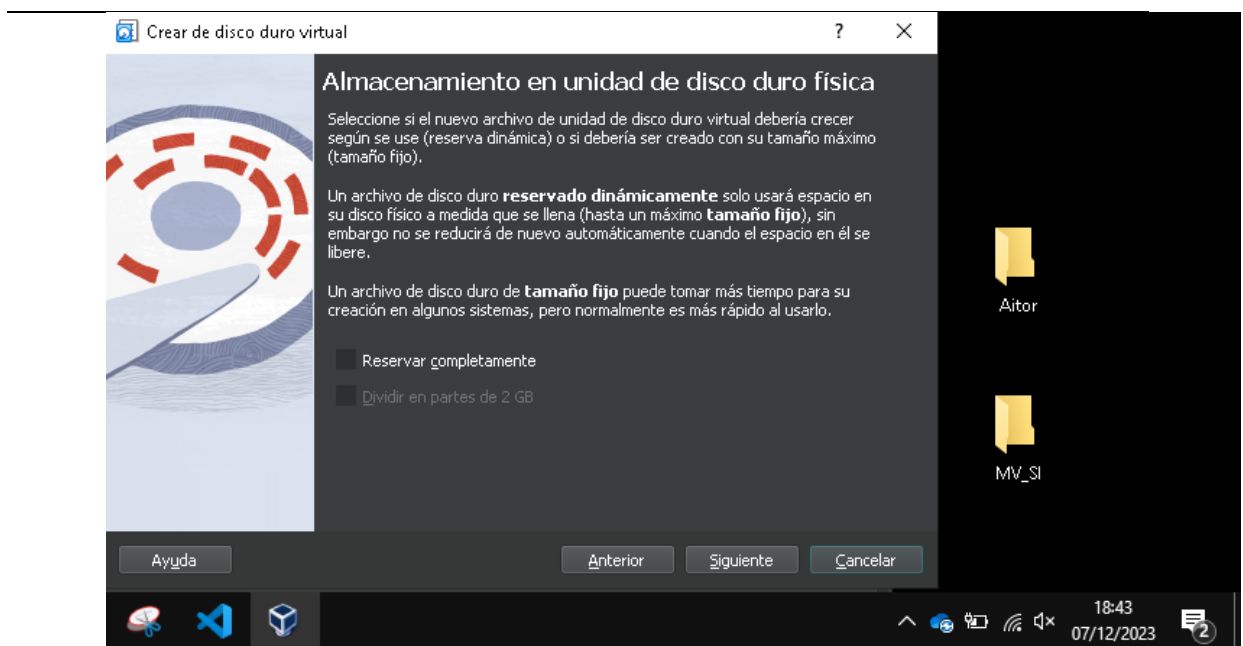 Crear de disco duro virtual
?
Almacenamiento en unidad de disco duro física
Seleccione si el nuevo archivo de unidad de disco duro virtual debería crecer
según se use (reserva dinámica) o si debería ser creado con su tamaño máximo
(tamaño fijo).
Un archivo de disco duro reservado dinámicamente solo usará espacio en
su disco físico a medida que se llena (hasta un máximo tamaño fijo), sin
embargo no se reducirá de nuevo automáticamente cuando el espacio en él se
libere.
Un archivo de disco duro de tamaño fijo puede tomar más tiempo para su
creación en algunos sistemas, pero normalmente es más rápido al usarlo.
Reservar completamente
Dividir en partes de 2 GB
Aitor
MV_SI
Ayuda
Anterior
Siguiente
Cancelar
18:43
07/12/2023
2